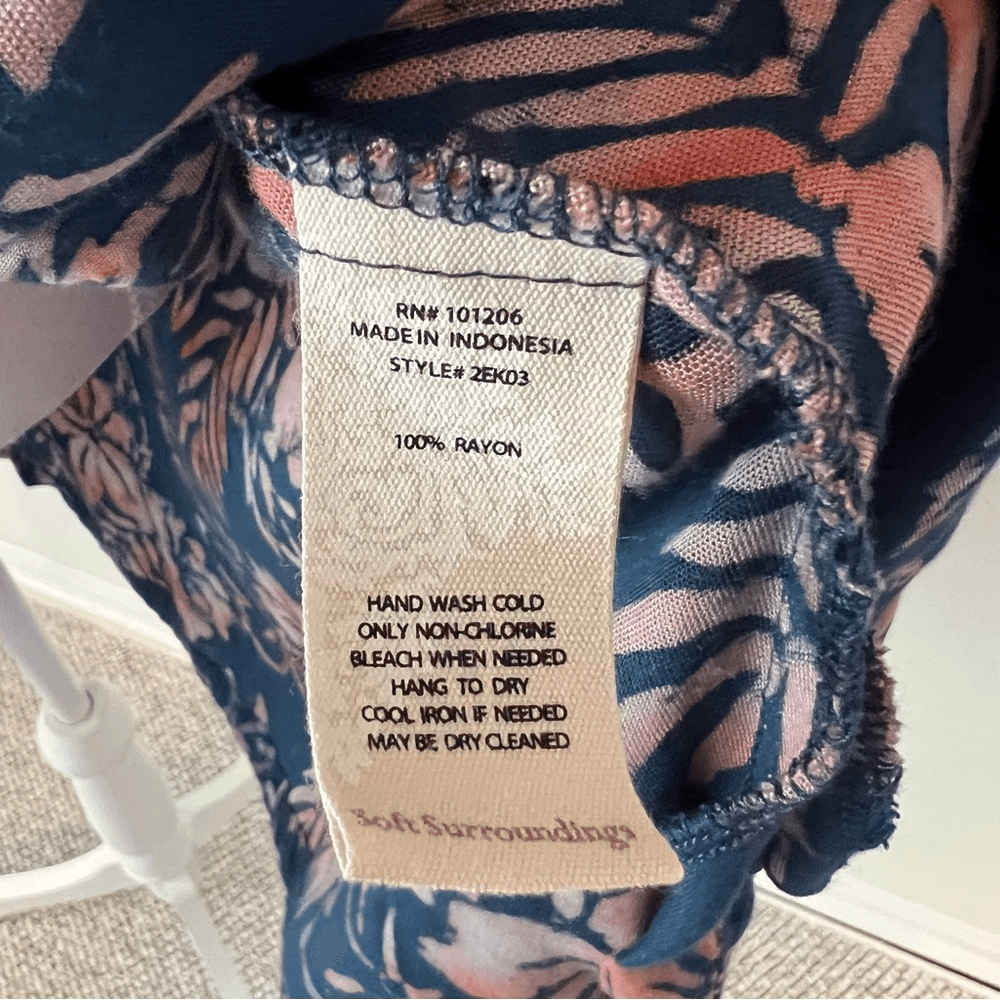 RN# 101206
MADE IN INDONESIA
STYLE# 2EK03
100% RAYON
HAND WASH COLD
ONLY NON-CHLORINE
BLEACH WHEN NEEDED
HANG TO DRY
COOL IRON IF NEEDED
MAY BE DRY CLEANED
Soft Surroundings